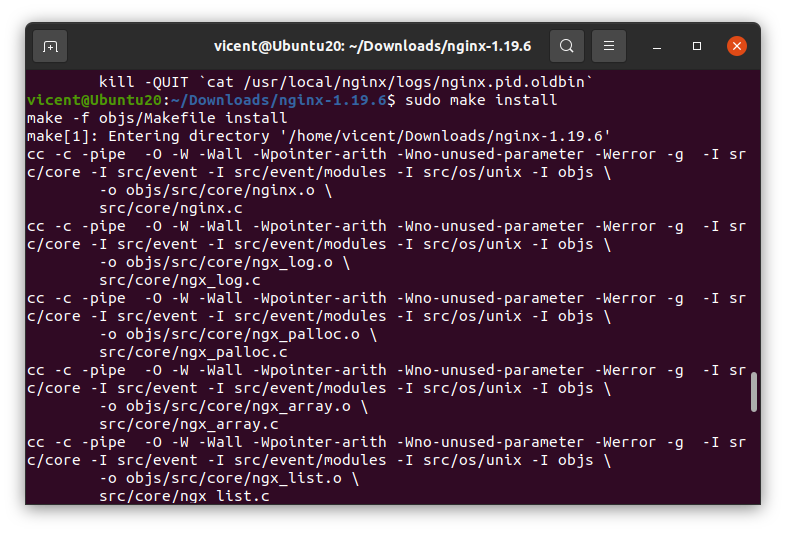 vicent@Ubuntu20: ~/Downloads/nginx-1.19.6
        kill -QUIT `cat /usr/local/nginx/logs/nginx.pid.oldbin`
vicent@Ubuntu20:~/Downloads/nginx-1.19.6$ sudo make install
make -f objs/Makefile install
make[1]: Entering directory '/home/vicent/Downloads/nginx-1.19.6'
cc -c -pipe  -O -W -Wall -Wpointer-arith -Wno-unused-parameter -Werror -g  -I sr
c/core -I src/event -I src/event/modules -I src/os/unix -I objs \
        -o objs/src/core/nginx.o \
        src/core/nginx.c
cc -c -pipe  -O -W -Wall -Wpointer-arith -Wno-unused-parameter -Werror -g  -I sr
c/core -I src/event -I src/event/modules -I src/os/unix -I objs \
        -o objs/src/core/ngx_log.o \
        src/core/ngx_log.c
cc -c -pipe  -O -W -Wall -Wpointer-arith -Wno-unused-parameter -Werror -g  -I sr
c/core -I src/event -I src/event/modules -I src/os/unix -I objs \
        -o objs/src/core/ngx_palloc.o \
        src/core/ngx_palloc.c
cc -c -pipe  -O -W -Wall -Wpointer-arith -Wno-unused-parameter -Werror -g  -I sr
c/core -I src/event -I src/event/modules -I src/os/unix -I objs \
        -o objs/src/core/ngx_array.o \
        src/core/ngx_array.c
cc -c -pipe  -O -W -Wall -Wpointer-arith -Wno-unused-parameter -Werror -g  -I sr
c/core -I src/event -I src/event/modules -I src/os/unix -I objs \
        -o objs/src/core/ngx_list.o \
        src/core/ngx_list.c